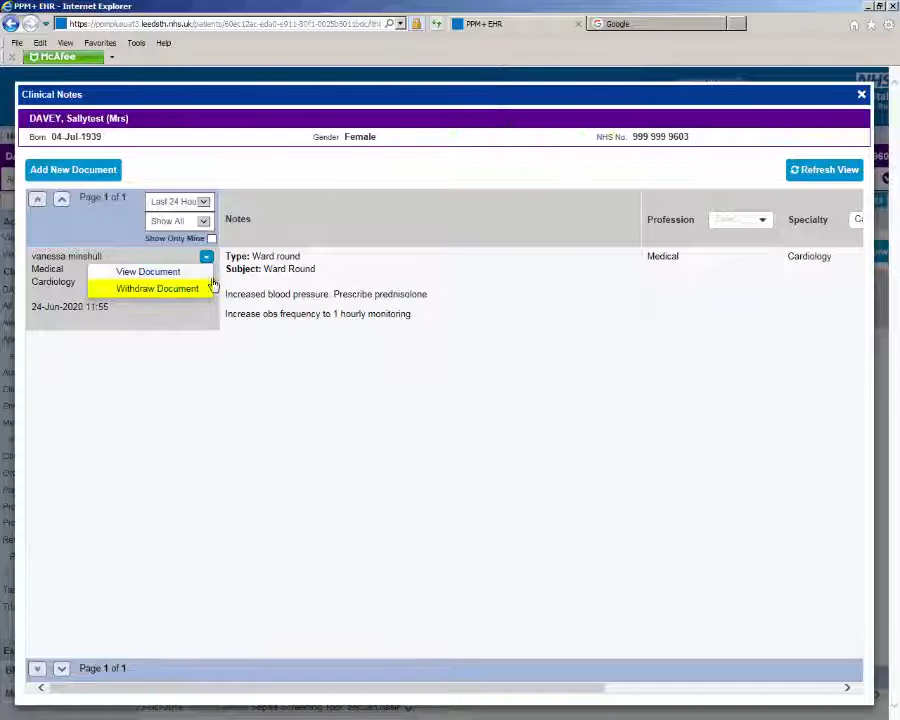 PPM+ EHR - Internet Explorer
PPM+ EHR
Google
File Edit View Favorites Tools Help
McAfee
Clinical Notes
DAVEY, Sallytest (Mrs)
Born 04-Jul-1939 Gender Female NHS No. 999 999 9603
Add New Document
Refresh View
Page 1 of 1
Last 24 Hou
Show All
Show Only Mine
Notes
Profession
Specialty
vanessa minshull
Medical
Cardiology
24-Jun-2020 11:55
View Document
Withdraw Document
Type: Ward round
Subject: Ward Round
Increased blood pressure. Prescribe prednisolone
Increase obs frequency to 1 hourly monitoring
Medical
Cardiology
Page 1 of 1